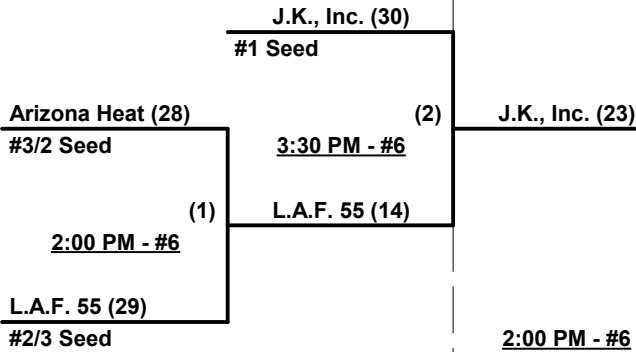 J.K., Inc. (30)
#1 Seed
Arizona Heat (28)
(2)
J.K., Inc. (23)
#3/2 Seed
3:30 PM - #6
(1)
L.A.F. 55 (14)
2:00 PM - #6
L.A.F. 55 (29)
#2/3 Seed
2:00 PM - #6